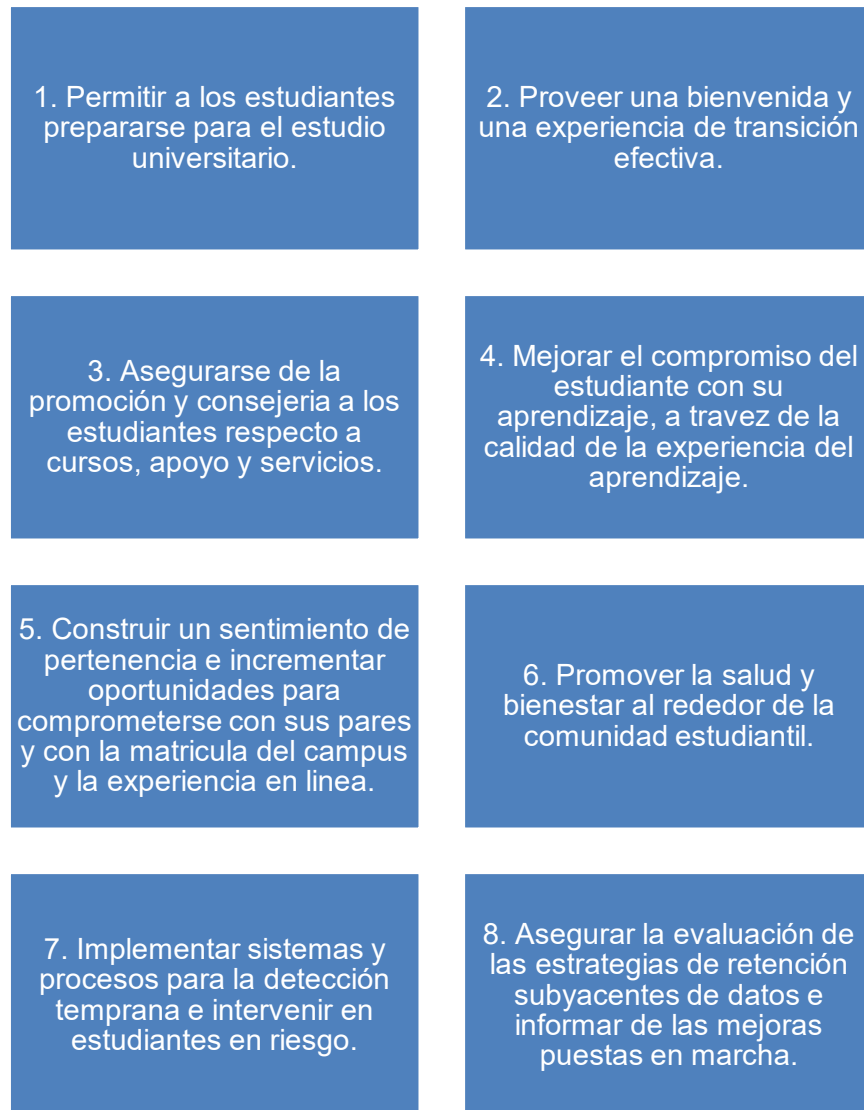 1. Permitir a los estudiantes
prepararse para el estudio
universitario.
2. Proveer una bienvenida y
una experiencia de transición
efectiva.
3. Asegurarse de la
promoción y consejeria a los
estudiantes respecto a
cursos, apoyo y servicios.
4. Mejorar el compromiso del
estudiante con su
aprendizaje, a travez de la
calidad de la experiencia del
aprendizaje.
5. Construir un sentimiento de
pertenencia e incrementar
oportunidades para
comprometerse con sus pares
y con la matricula del campus
y la experiencia en linea.
6. Promover la salud y
bienestar al rededor de la
comunidad estudiantil.
7. Implementar sistemas y
procesos para la detección
temprana e intervenir en
estudiantes en riesgo.
8. Asegurar la evaluación de
las estrategias de retención
subyacentes de datos e
informar de las mejoras
puestas en marcha.